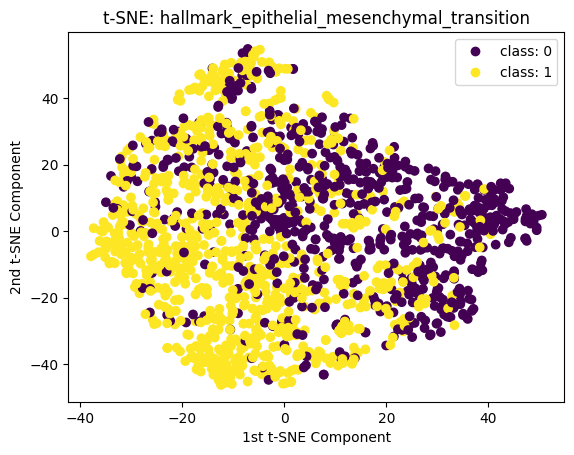 t-SNE: hallmark_epithelial_mesenchymal_transition
class: 0
class: 1
40
20
0
−20
−40
2nd t-SNE Component
−40
−20
0
20
40
1st t-SNE Component